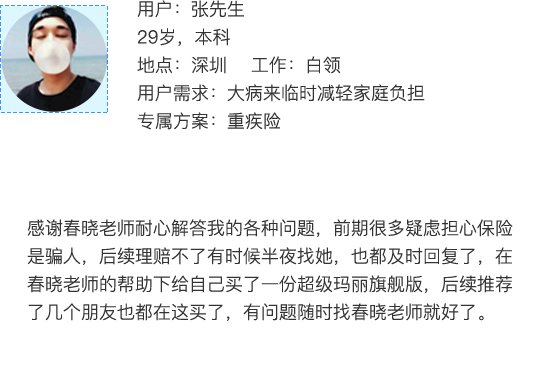 用户：张先生
29岁，本科
地点：深圳 工作：白领
用户需求：大病来临时减轻家庭负担
专属方案：重疾险
感谢春晓老师耐心解答我的各种问题，前期很多疑虑担心保险
是骗人，后续理赔不了有时候半夜找她，也都及时回复了，在
春晓老师的帮助下给自己买了一份超级玛丽旗舰版，后续推荐
了几个朋友也都在这买了，有问题随时找春晓老师就好了。